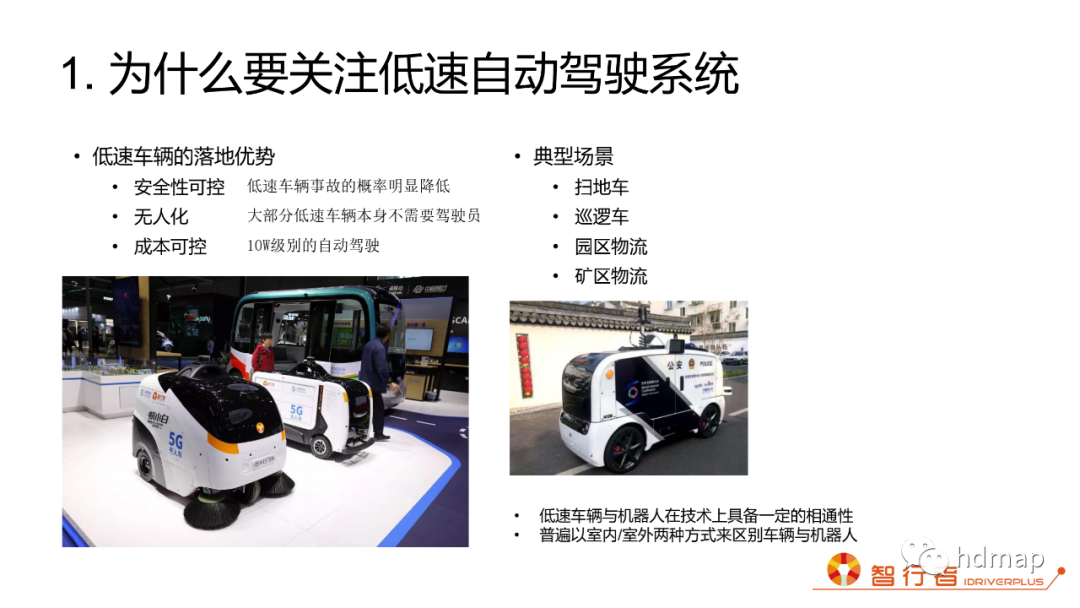 1. 为什么要关注低速自动驾驶系统
• 低速车辆的落地优势
• 安全性可控 低速车辆事故的概率明显降低
• 无人化 大部分低速车辆本身不需要驾驶员
• 成本可控 10W级别的自动驾驶
• 典型场景
• 扫地车
• 巡逻车
• 园区物流
• 矿区物流
5G
5G
公安 POLICE
• 低速车辆与机器人在技术上具备一定的相通性
• 普遍以室内/室外两种方式来区别车辆与机器人
hdmap
智行者 IDRIVERPLUS